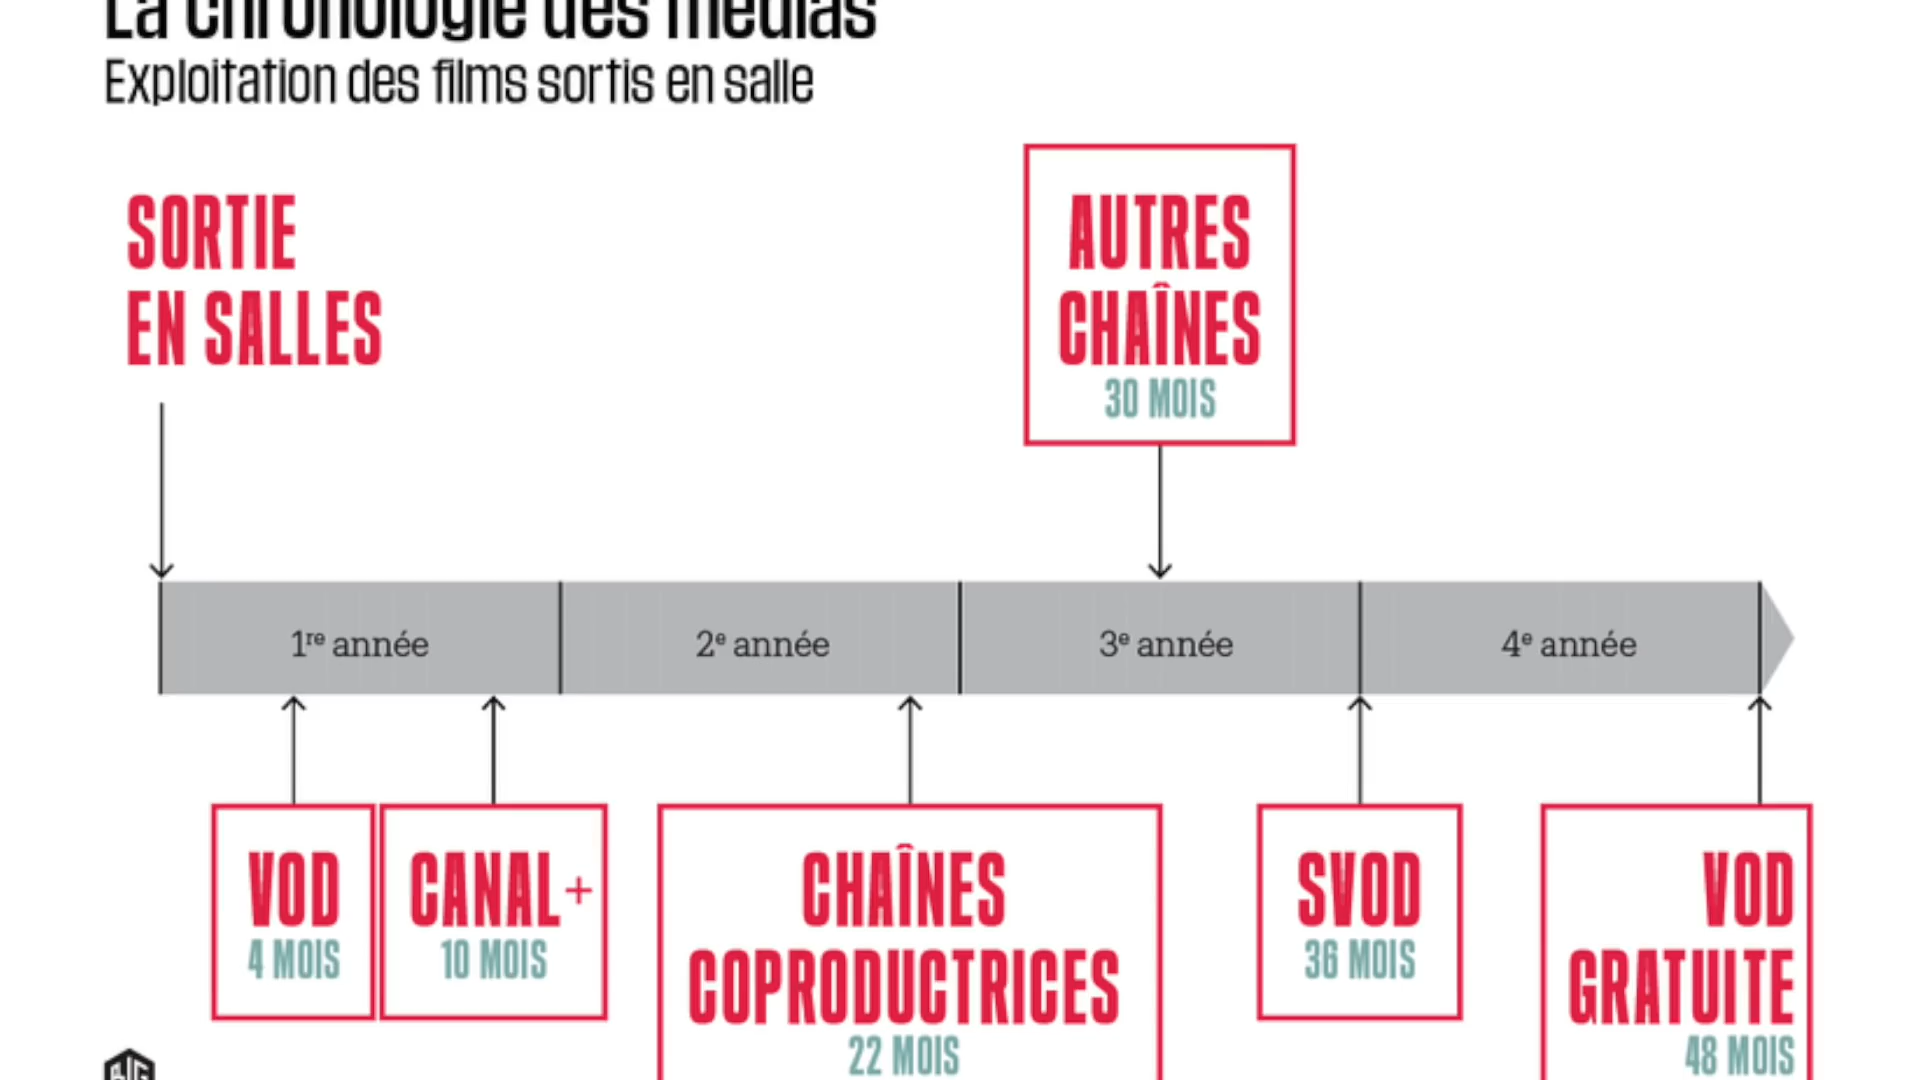 La chronologie des médias
Exploitation des films sortis en salle
SORTIE
EN SALLES
AUTRES
CHAÎNES
30 MOIS
1re année
2e année
3e année
4e année
VOD
4 MOIS
CANAL+
10 MOIS
CHAÎNES
COPRODUCTRICES
22 MOIS
SVOD
36 MOIS
VOD
GRATUITE
48 MOIS